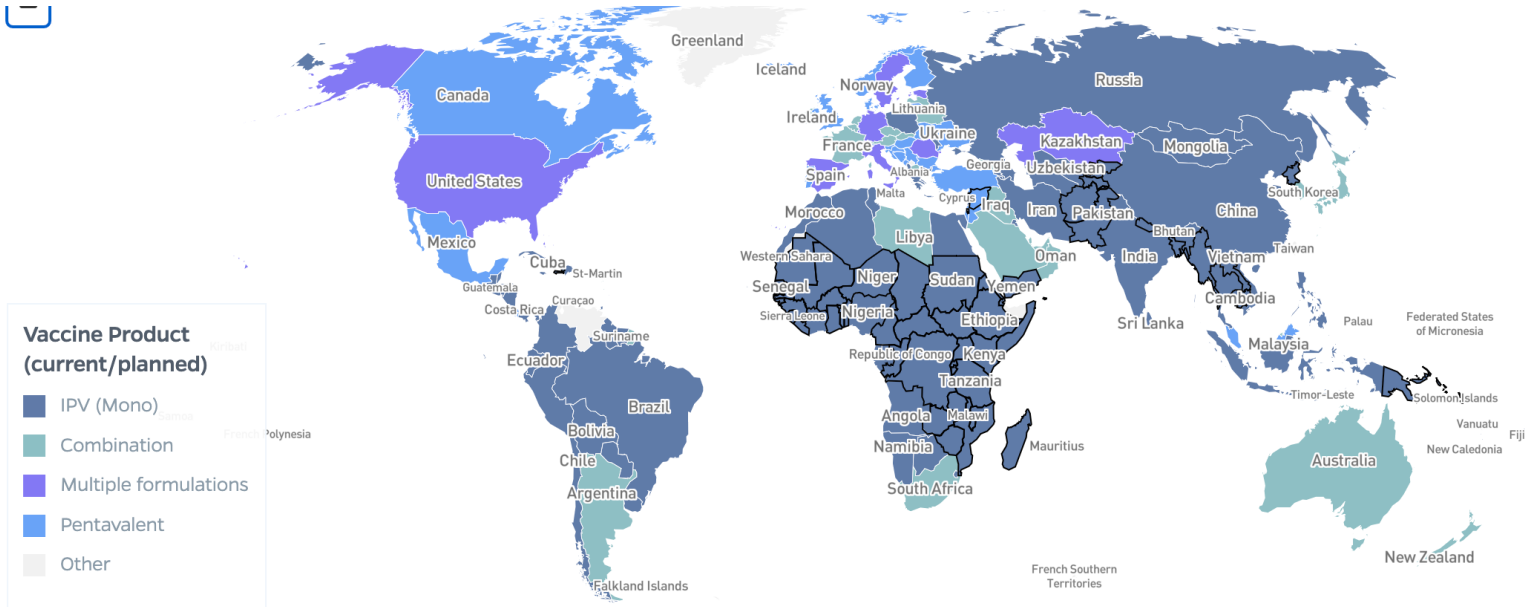 Greenland
Iceland
Norway
Russia
Canada
Lithuania
Ireland
Ukraine
France
Kazakhstan
Mongolia
United States
Spain
Albania
Georgia
Uzbekistan
Malta
Cyprus
Iraq
Iran
Pakistan
South Korea
China
Morocco
Mexico
Libya
Bhutan
Taiwan
Cuba
St-Martin
Western Sahara
Oman
India
Vietnam
Guatemala
Senegal
Niger
Sudan
Yemen
Cambodia
Costa Rica
Curaçao
Sierra Leone
Nigeria
Ethiopia
Sri Lanka
Palau
Federated States
of Micronesia
Suriname
Vaccine Product
(current/planned)
Kiribati
Ecuador
Republic of Congo
Kenya
Malaysia
Tanzania
IPV (Mono)
Samoa
Brazil
Angola
Malawi
Timor-Leste
Solomon Islands
French Polynesia
Bolivia
Namibia
Mauritius
Vanuatu
Fiji
New Caledonia
Combination
Chile
Australia
Multiple formulations
Argentina
South Africa
Pentavalent
New Zealand
Other
Falkland Islands
French Southern
Territories